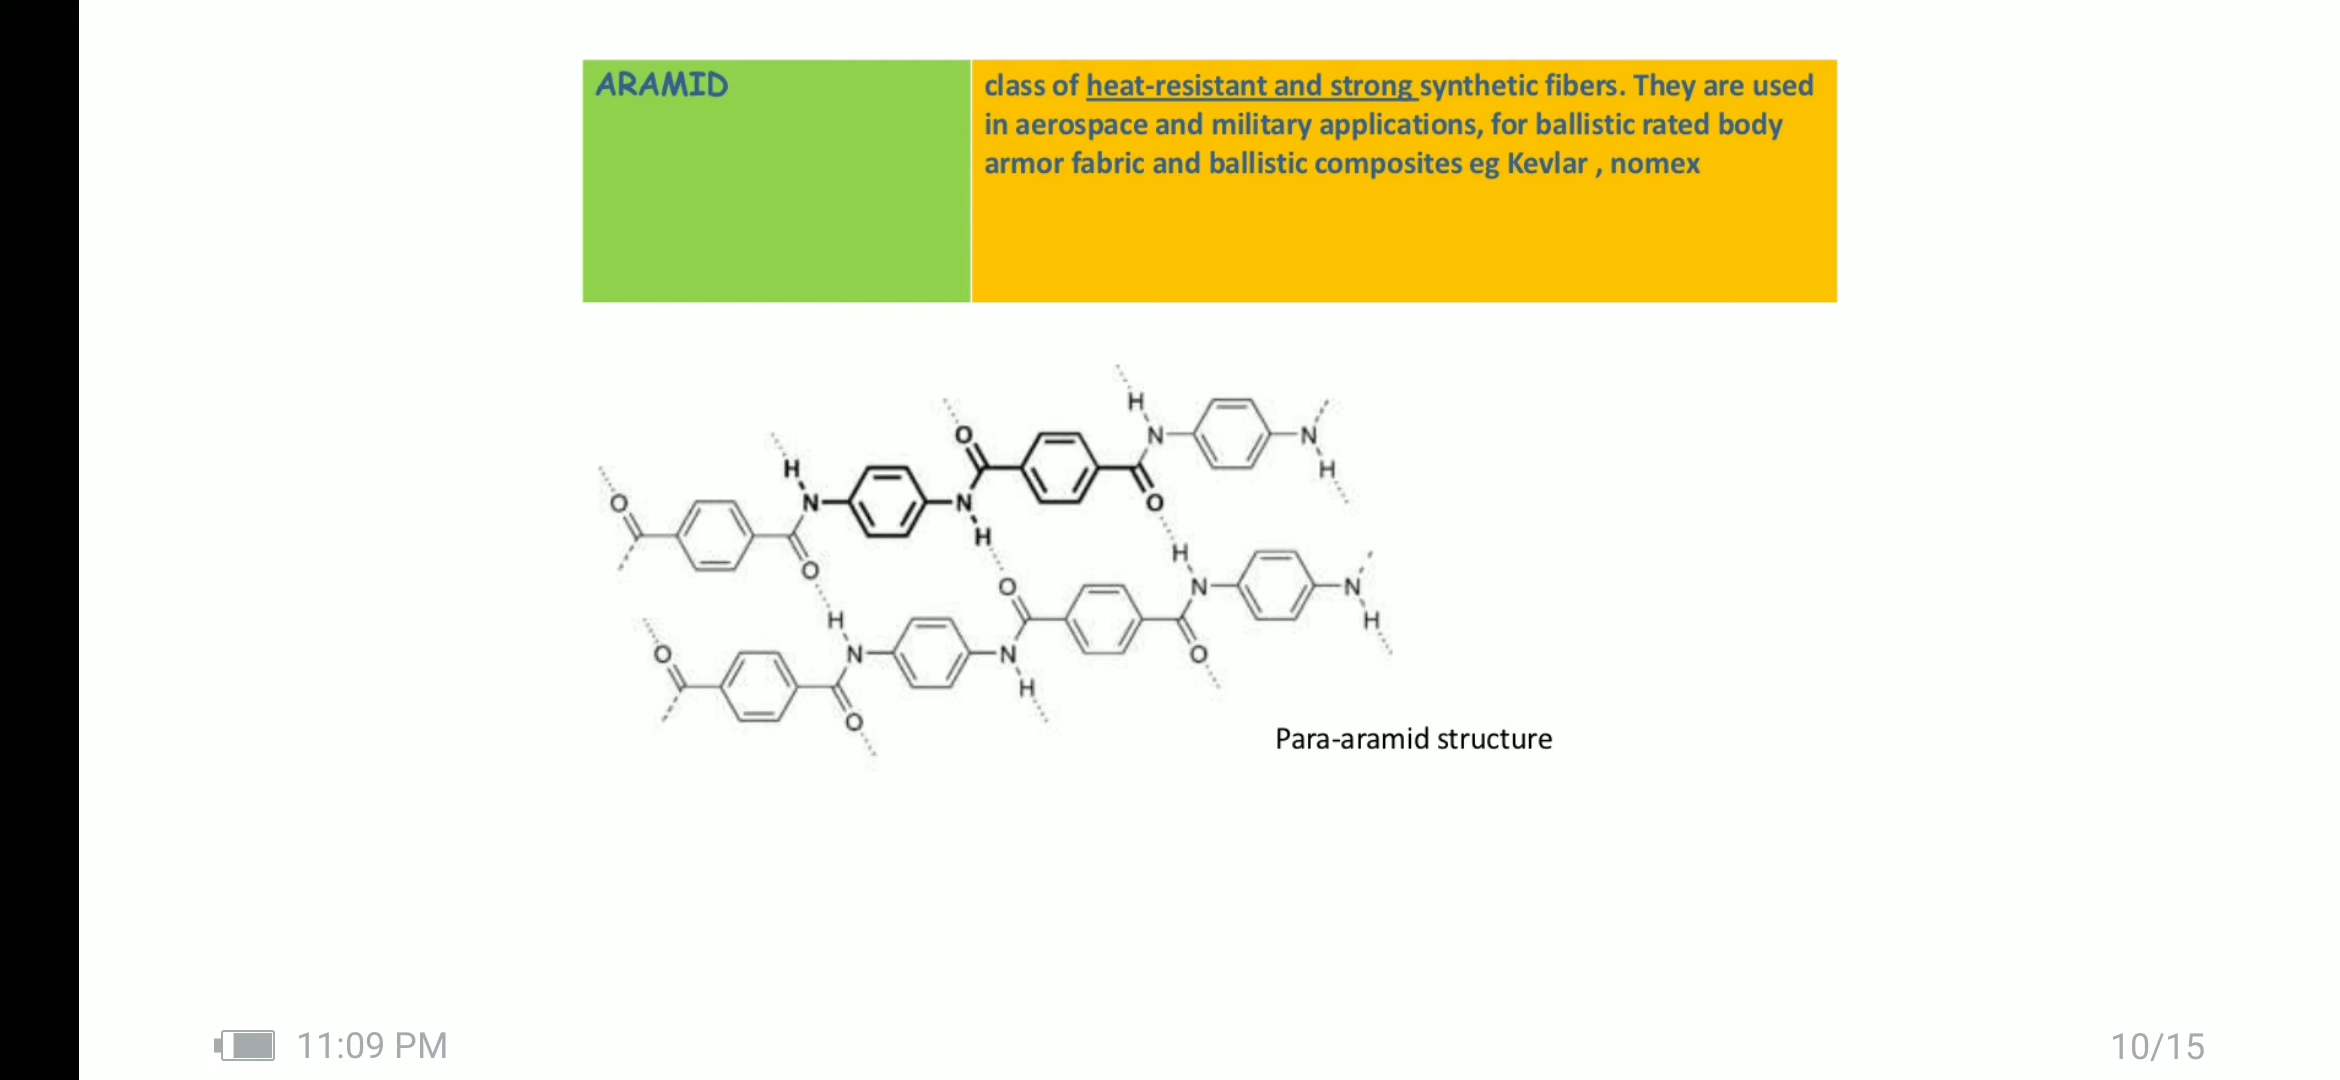 ARAMID
class of heat-resistant and strong synthetic fibers. They are used
in aerospace and military applications, for ballistic rated body
armor fabric and ballistic composites eg Kevlar , nomex
H
O
H
N
N
H
O
H
N
O
N
O
H
H
O
O
N
N
H
H
O
N
N
O
H
O
Para-aramid structure
11:09 PM
10/15